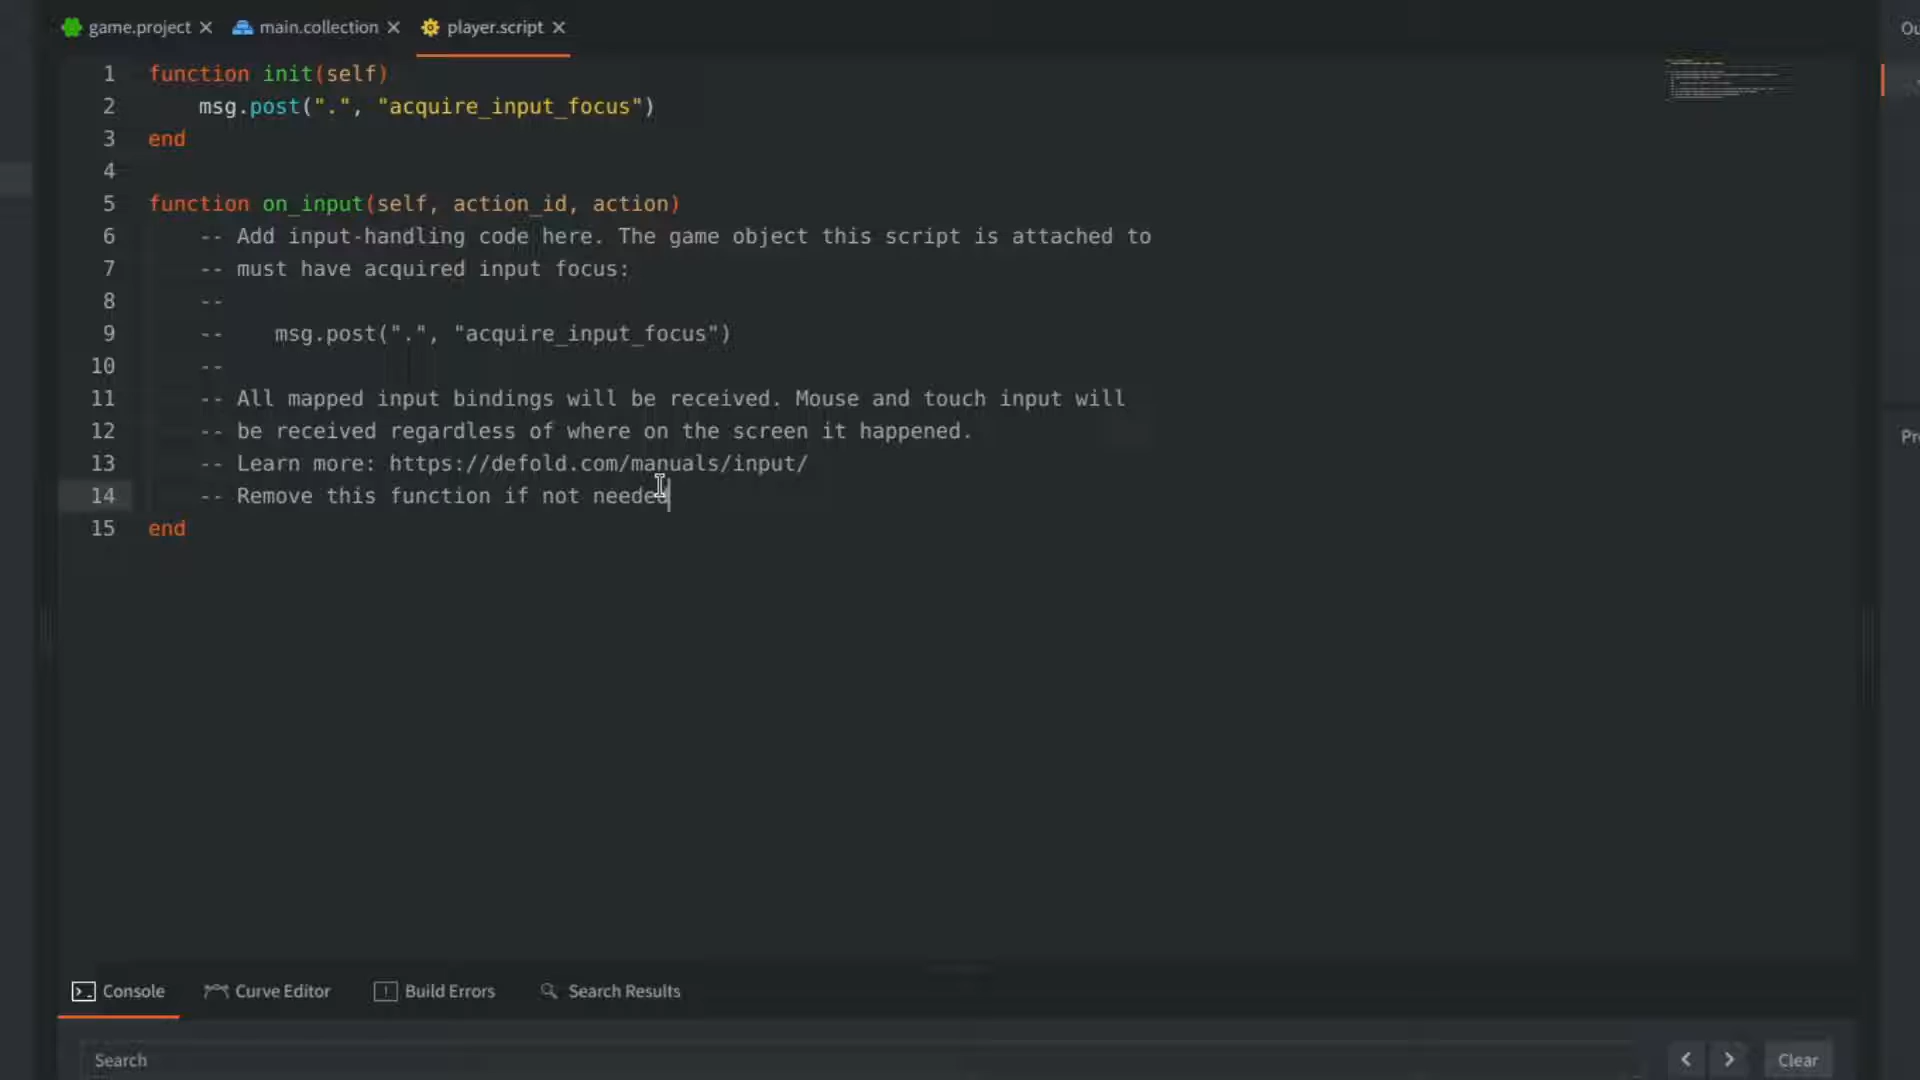 game.project main.collection player.script
Ou
1 function init(self)
2 msg.post(".", "acquire_input_focus")
3 end
4
5 function on_input(self, action_id, action)
6 -- Add input-handling code here. The game object this script is attached to
7 -- must have acquired input focus:
8 --
9 -- msg.post(".", "acquire_input_focus")
10 --
11 -- All mapped input bindings will be received. Mouse and touch input will
12 -- be received regardless of where on the screen it happened.
13 -- Learn more: https://defold.com/manuals/input/
14 -- Remove this function if not needed
15 end
Pr
Console Curve Editor Build Errors Search Results
Search Clear